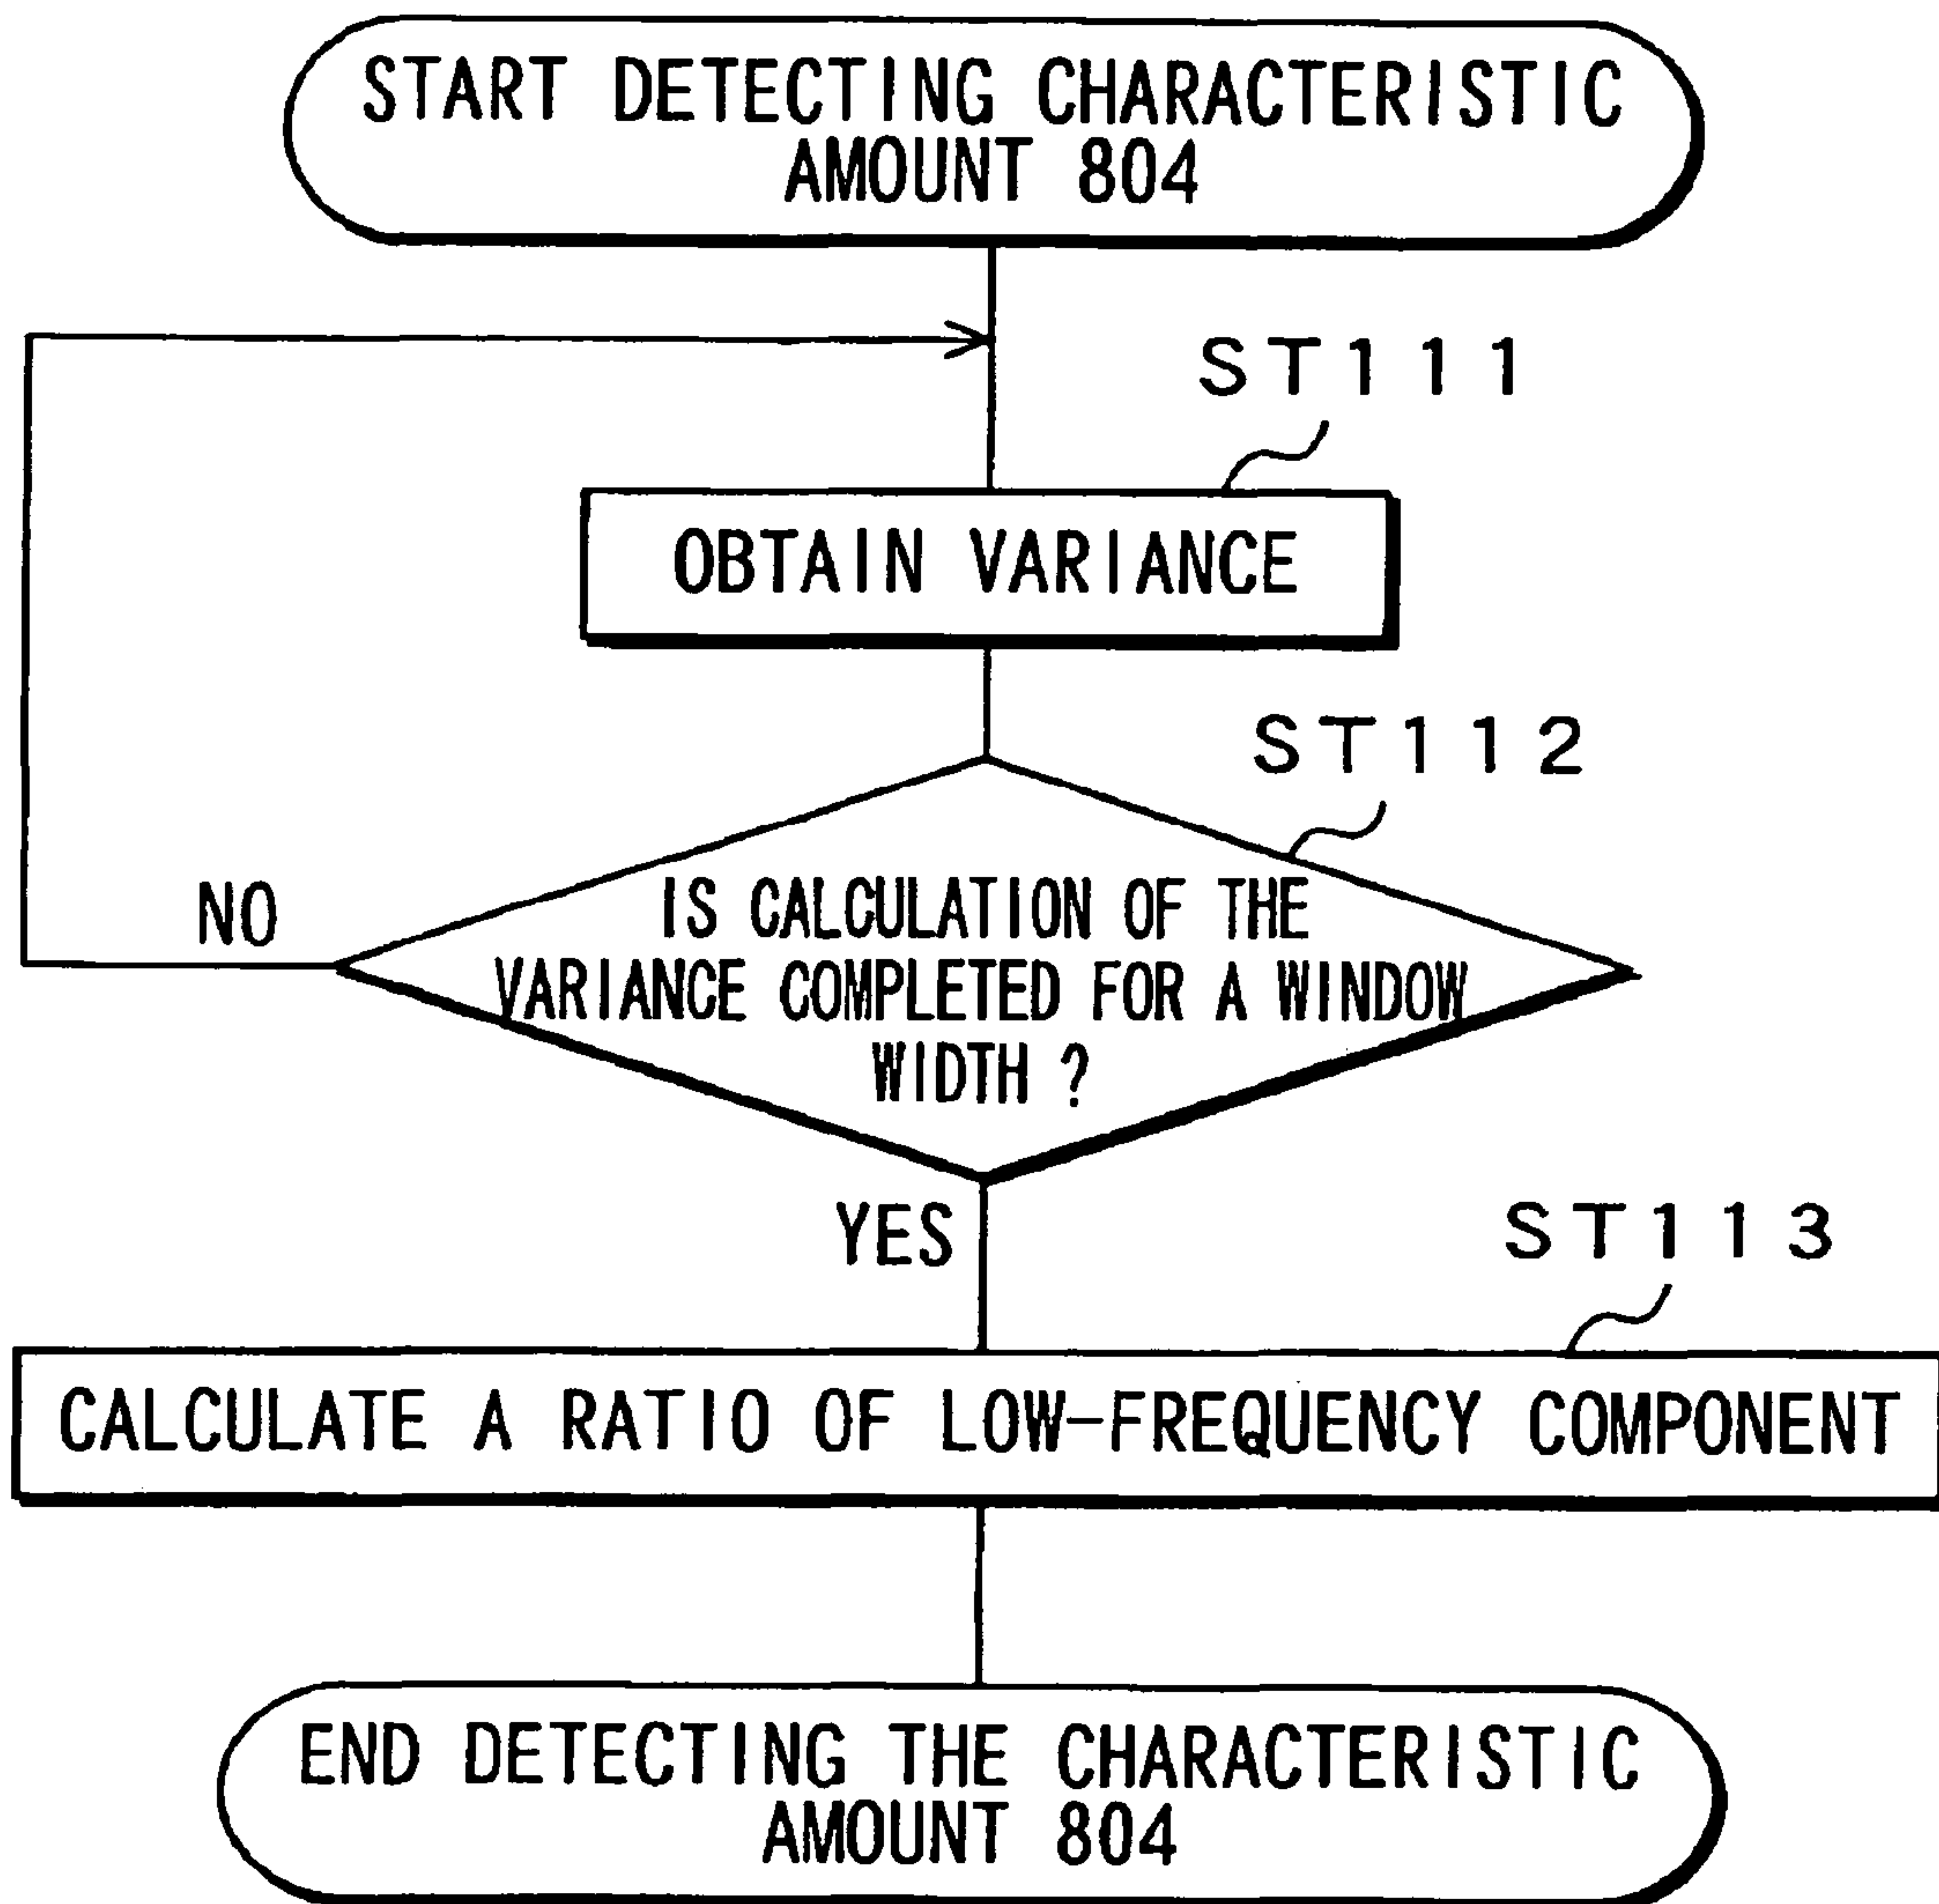 START DETECTING CHARACTERISTIC
AMOUNT 804
ST111
OBTAIN VARIANCE
ST112
IS CALCULATION OF THE
VARIANCE COMPLETED FOR A WINDOW
WIDTH ?
NO
YES
ST113
CALCULATE A RATIO OF LOW-FREQUENCY COMPONENT
END DETECTING THE CHARACTERISTIC
AMOUNT 804